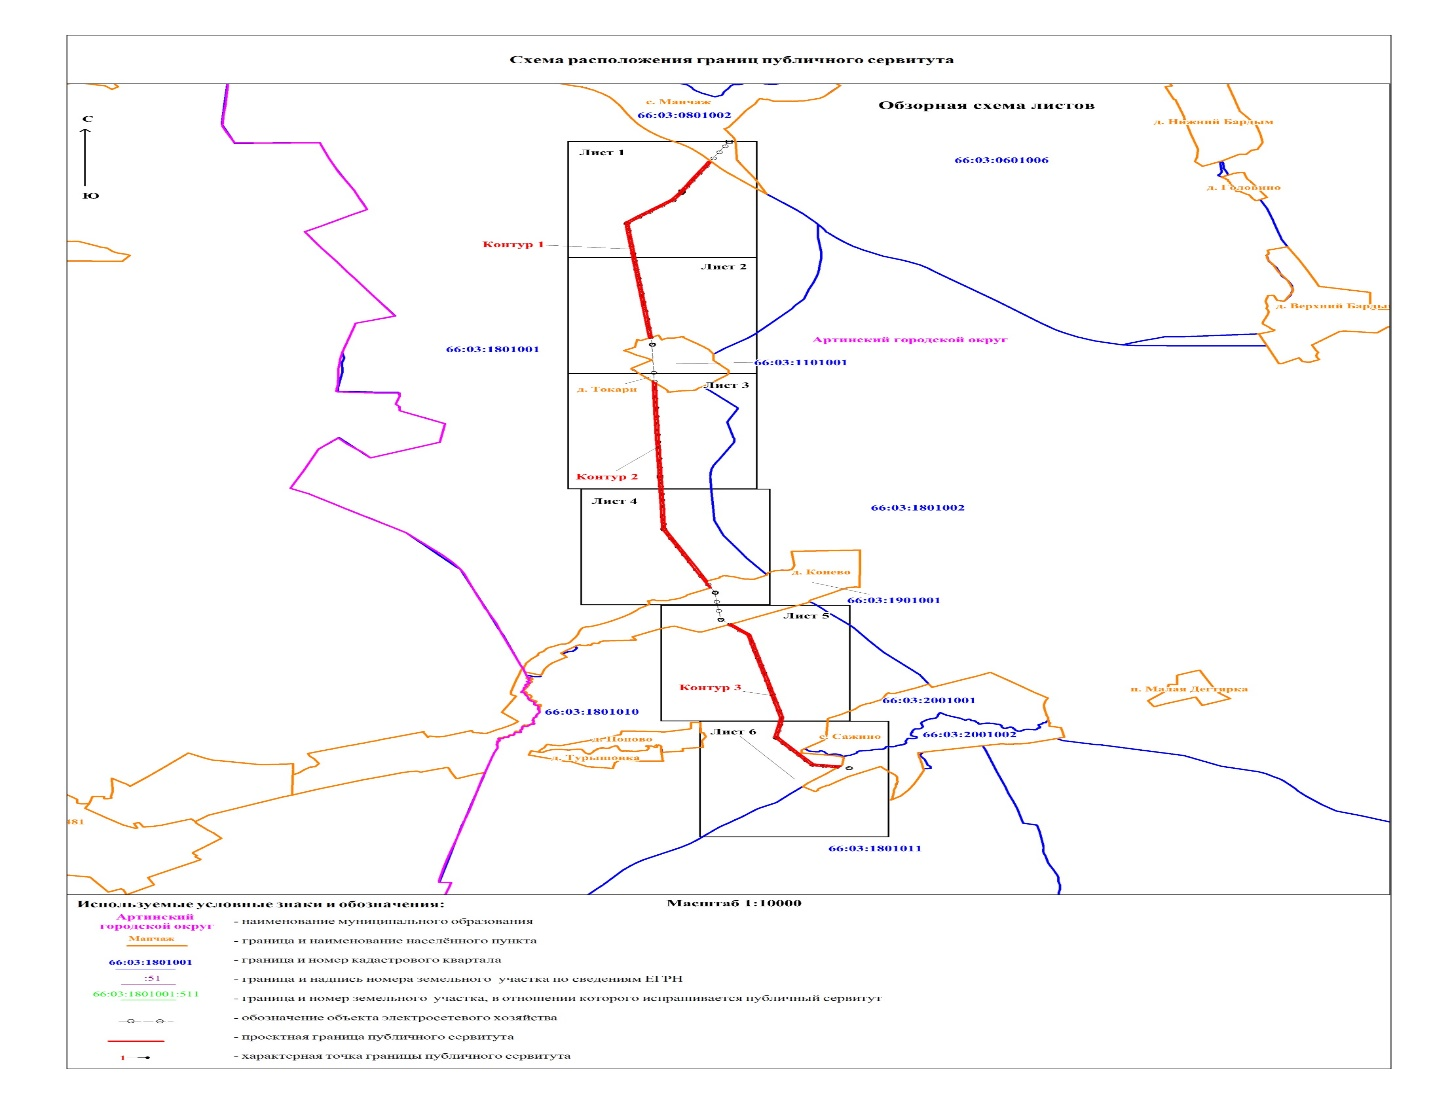 Схема расположения границ публичного сервитута
Обзорная схема листов
С
Ю
с. Манчаж
66:03:0801002
д. Нижний Бардым
Лист 1
66:03:0601006
д. Годовино
Контур 1
Лист 2
д. Верхний Бардым
Артинский городской округ
66:03:1801001
66:03:1101001
д. Токари
Лист 3
Контур 2
Лист 4
66:03:1801002
д. Конево
66:03:1901001
Лист 5
Контур 3
п. Малая Дегтярка
66:03:2001001
66:03:1801010
Лист 6
с. Сажино
66:03:2001002
д. Попово
д. Турышовка
66:03:1801011
Используемые условные знаки и обозначения:
Масштаб 1:10000
Артинский
городской округ
- наименование муниципального образования
Манчаж
- граница и наименование населённого пункта
66:03:1801001
- граница и номер кадастрового квартала
:51
- граница и надпись номера земельного участка по сведениям ЕГРН
66:03:1801001:511
- граница и номер земельного участка, в отношении которого испрашивается публичный сервитут
- обозначение объекта электросетевого хозяйства
- проектная граница публичного сервитута
1
- характерная точка границы публичного сервитута